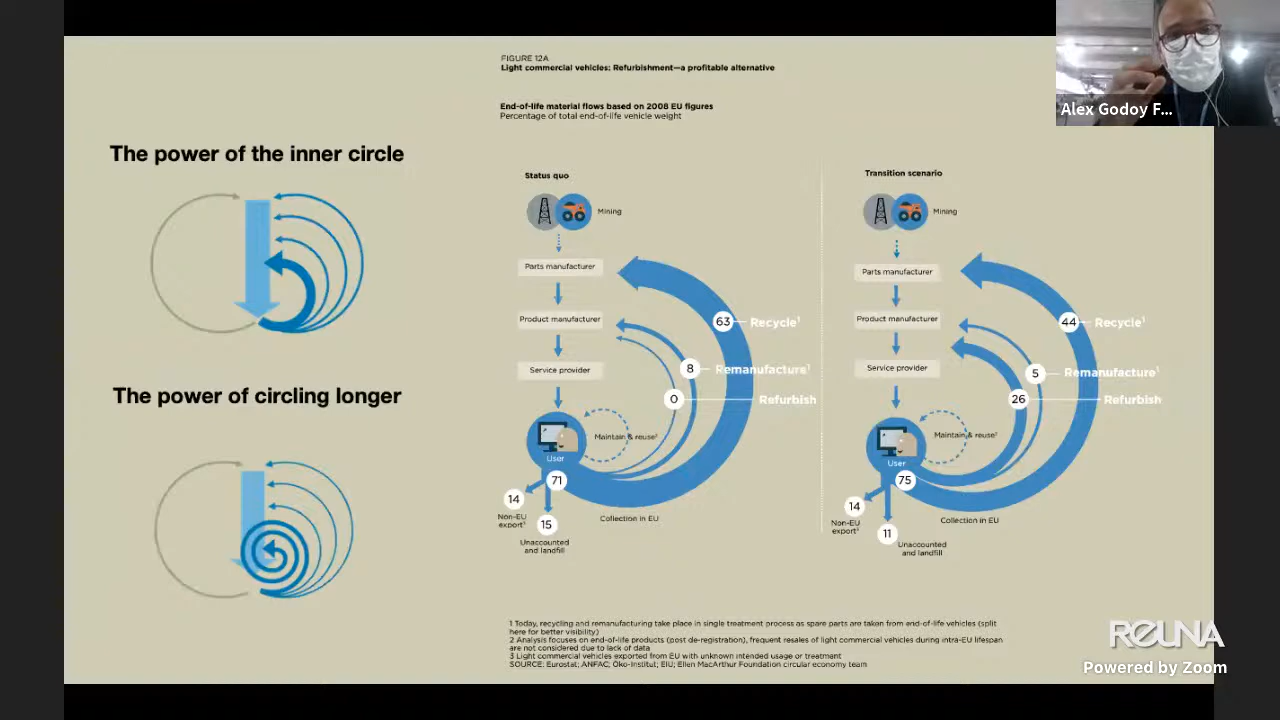 FIGURE 12A
Light commercial vehicles: Refurbishment—a profitable alternative
End-of-life material flows based on 2008 EU figures
Percentage of total end-of-life vehicle weight
Alex Godoy F...
The power of the inner circle
The power of circling longer
Status quo
Mining
Parts manufacturer
Product manufacturer
Service provider
User
Maintain & reuse²
63
Recycle¹
8
Remanufacture¹
0
Refurbish
71
14
Non-EU
export³
15
Unaccounted
and landfill
Collection in EU
Transition scenario
Mining
Parts manufacturer
Product manufacturer
Service provider
User
Maintain & reuse²
44
Recycle¹
5
Remanufacture¹
26
Refurbish
75
14
Non-EU
export³
11
Unaccounted
and landfill
Collection in EU
1 Today, recycling and remanufacturing take place in single treatment process as spare parts are taken from end-of-life vehicles (split
here for better visibility)
2 Analysis focuses on end-of-life products (post de-registration), frequent resales of light commercial vehicles during intra-EU lifespan
are not considered due to lack of data
3 Light commercial vehicles exported from EU with unknown intended usage or treatment
SOURCE: Eurostat; ANFAC; Öko-Institut; EIU; Ellen MacArthur Foundation circular economy team
REUNA
Powered by Zoom